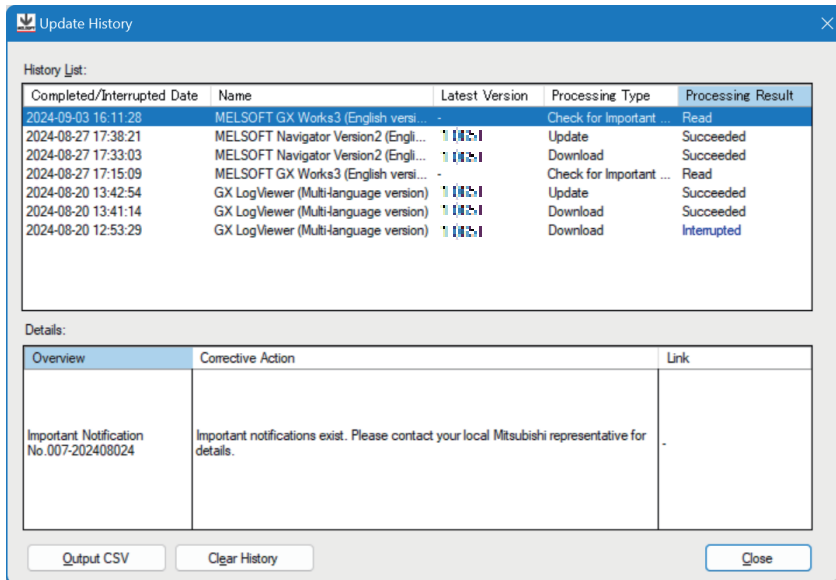 Update History
History List:
Completed/Interrupted Date Name Latest Version Processing Type Processing Result
2024-09-03 16:11:28 MELSOFT GX Works3 (English versi... - Check for Important ... Read
2024-08-27 17:38:21 MELSOFT Navigator Version2 (Engli... Update Succeeded
2024-08-27 17:33:03 MELSOFT Navigator Version2 (Engli... Download Succeeded
2024-08-27 17:15:09 MELSOFT GX Works3 (English versi... - Check for Important ... Read
2024-08-20 13:42:54 GX LogViewer (Multi-language version) Update Succeeded
2024-08-20 13:41:14 GX LogViewer (Multi-language version) Download Succeeded
2024-08-20 12:53:29 GX LogViewer (Multi-language version) Download Interrupted
Details:
Overview Corrective Action Link
Important Notification
No.007-202408024
Important notifications exist. Please contact your local Mitsubishi representative for
details.
-
Output CSV Clear History Close